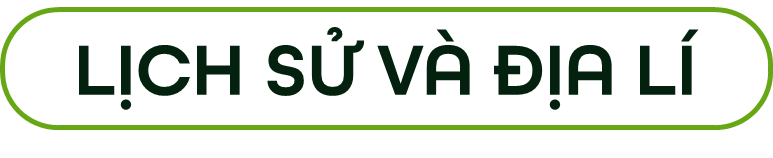 LỊCH SỬ VÀ ĐỊA LÍ